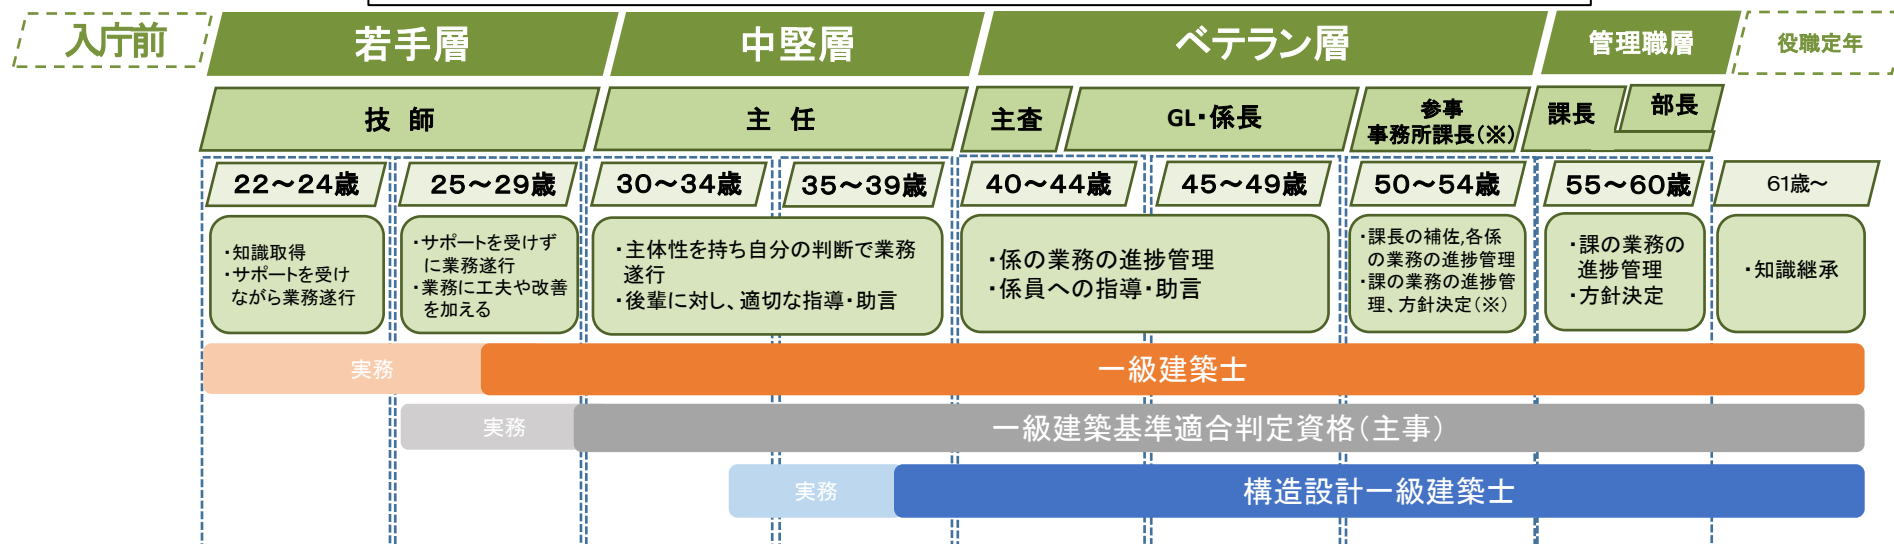 入庁前
若手層
中堅層
ベテラン層
管理職層
役職定年
技 師
主 任
主査
GL・係長
参事
事務所課長(※)
課長
部長
22～24歳
25～29歳
30～34歳
35～39歳
40～44歳
45～49歳
50～54歳
55～60歳
61歳～
・知識取得
・サポートを受け
ながら業務遂行
・サポートを受けず
に業務遂行
・業務に工夫や改善
を加える
・主体性を持ち自分の判断で業務
遂行
・後輩に対し、適切な指導・助言
・係の業務の進捗管理
・係員への指導・助言
・課長の補佐,各係
の業務の進捗管理
・課の業務の進捗管
理、方針決定(※)
・課の業務の
進捗管理
・方針決定
・知識継承
実務
一級建築士
実務
一級建築基準適合判定資格(主事)
実務
構造設計一級建築士